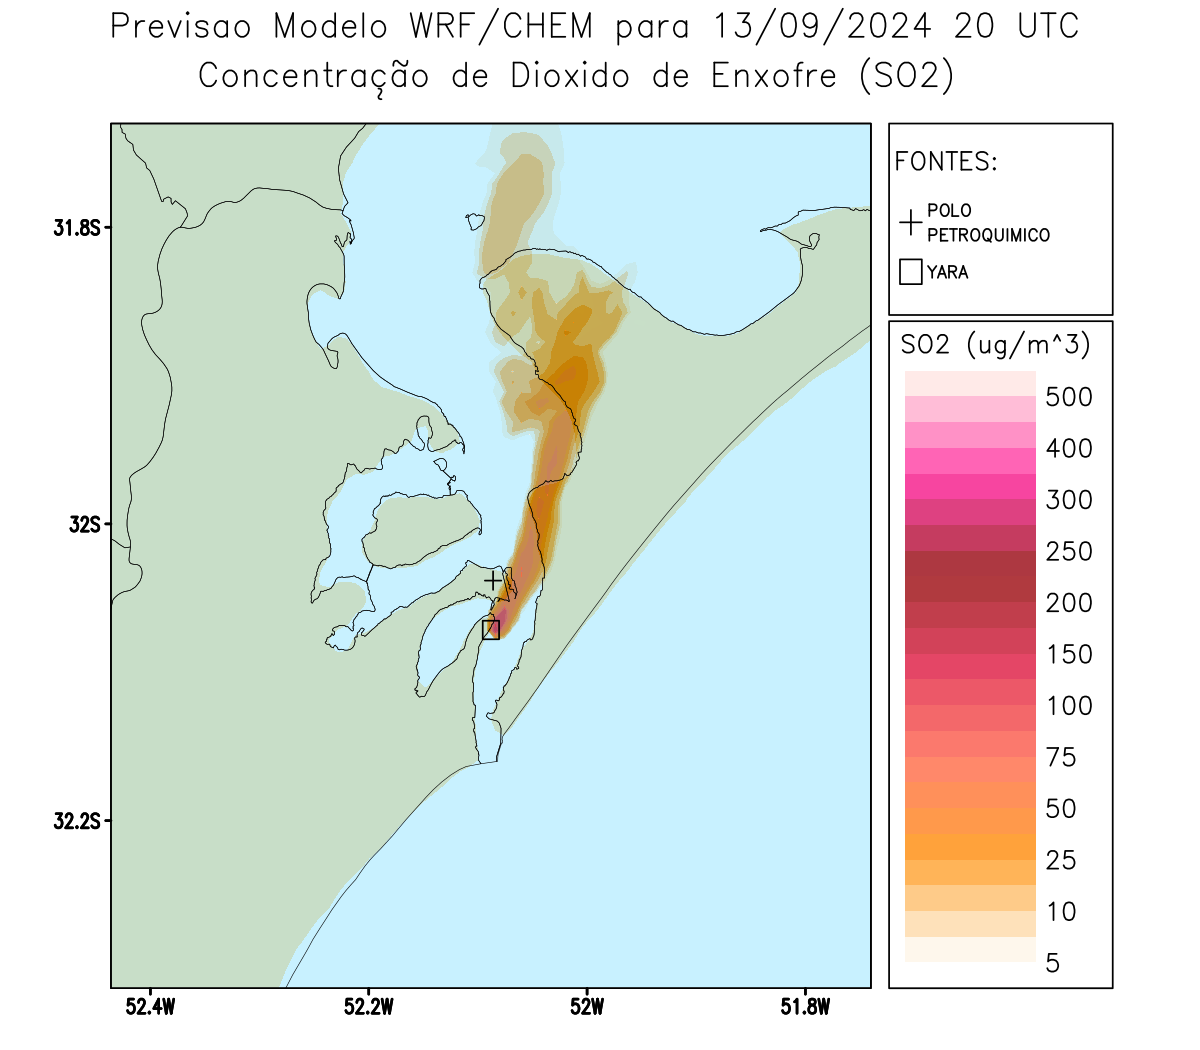 Previsao Modelo WRF/CHEM para 13/09/2024 20 UTC
Concentração de Dioxido de Enxofre (SO2)
FONTES:
POLO
PETROQUIMICO
YARA
SO2 (ug/m^3)
500
400
300
250
200
150
100
75
50
25
10
5
31.8S
32S
32.2S
52.4W
52.2W
52W
51.8W